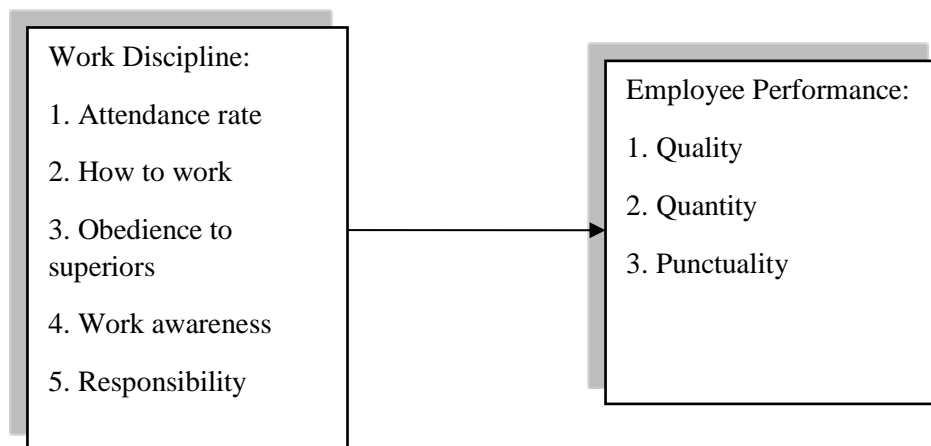 Work Discipline:
1. Attendance rate
2. How to work
3. Obedience to
superiors
4. Work awareness
5. Responsibility
Employee Performance:
1. Quality
2. Quantity
3. Punctuality